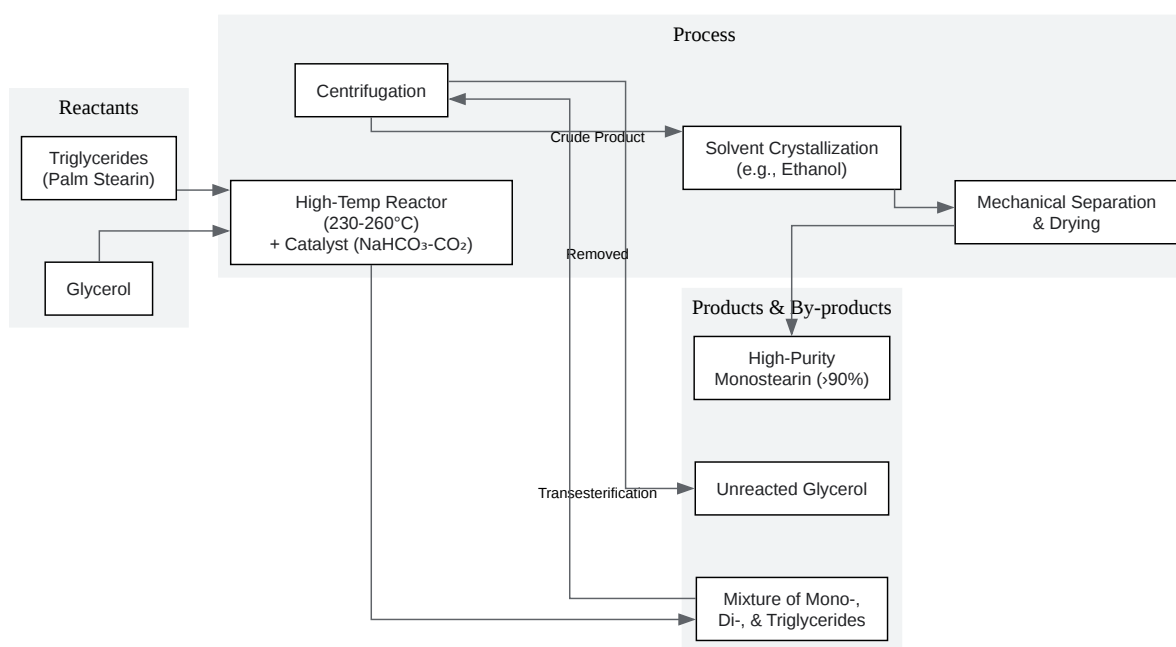 Process
Reactants
Centrifugation
Triglycerides
(Palm Stearin)
Crude Product
Solvent Crystallization
(e.g., Ethanol)
High-Temp Reactor
(230-260°C)
+ Catalyst (NaHCO₃-CO₂)
Mechanical Separation
& Drying
Glycerol
Removed
Products & By-products
High-Purity
Monostearin (›90%)
Transesterification
Unreacted Glycerol
Mixture of Mono-,
Di-, & Triglycerides